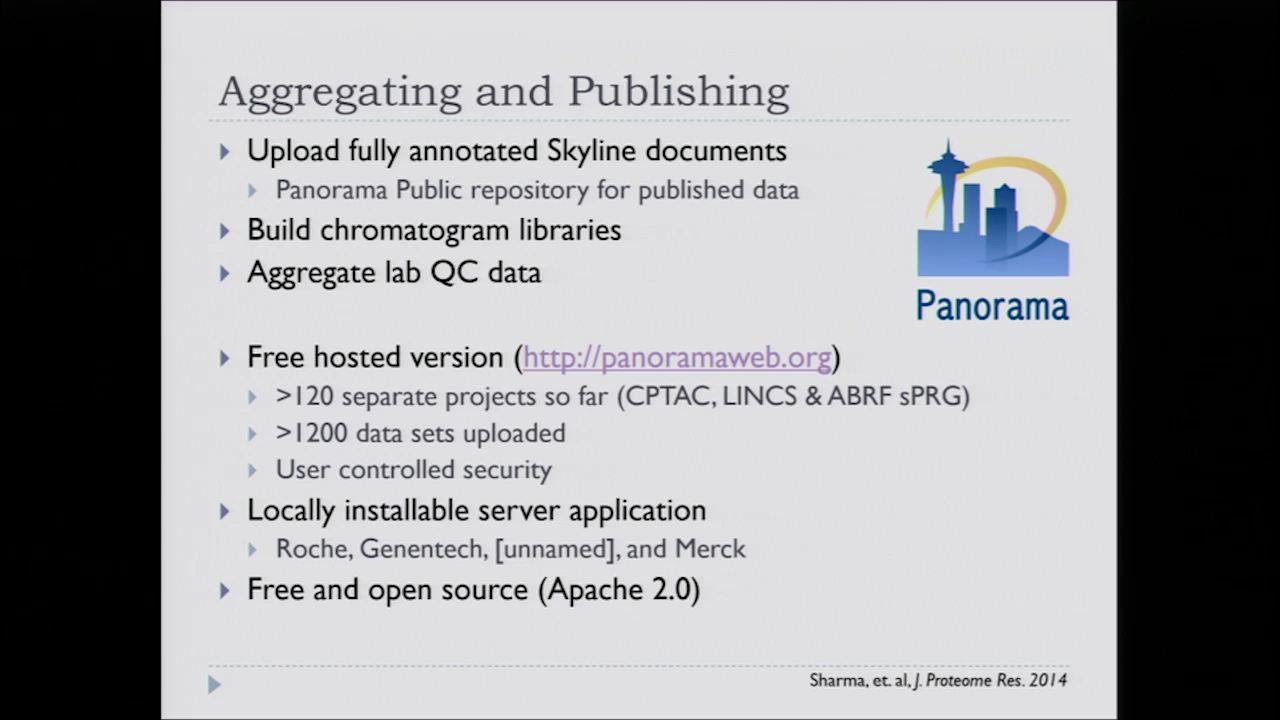 Aggregating and Publishing
Upload fully annotated Skyline documents
Panorama Public repository for published data
Build chromatogram libraries
Aggregate lab QC data
Panorama
Free hosted version (http://panoramaweb.org)
>120 separate projects so far (CPTAC, LINCS & ABRF sPRG)
>1200 data sets uploaded
User controlled security
Locally installable server application
Roche, Genentech, [unnamed], and Merck
Free and open source (Apache 2.0)
Sharma, et. al, J. Proteome Res. 2014